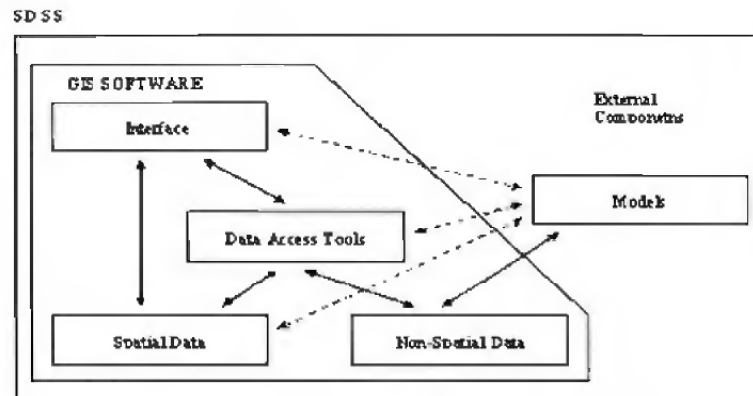 SDSS
GIS SOFTWARE
Interface
External
Components
Models
Data Access Tools
Spatial Data
Non-Spatial Data